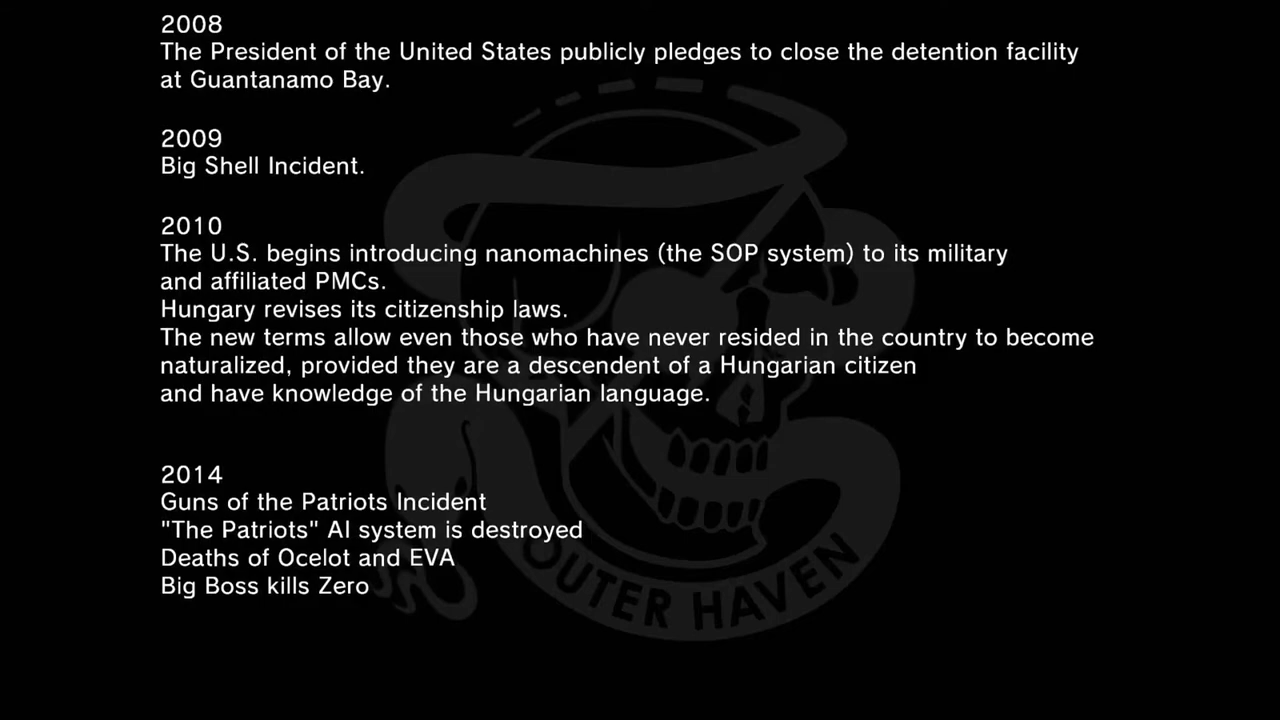 2008
The President of the United States publicly pledges to close the detention facility
at Guantanamo Bay.
2009
Big Shell Incident.
2010
The U.S. begins introducing nanomachines (the SOP system) to its military
and affiliated PMCs.
Hungary revises its citizenship laws.
The new terms allow even those who have never resided in the country to become
naturalized, provided they are a descendent of a Hungarian citizen
and have knowledge of the Hungarian language.
2014
Guns of the Patriots Incident
"The Patriots" AI system is destroyed
Deaths of Ocelot and EVA
Big Boss kills Zero
OUTER HAVEN